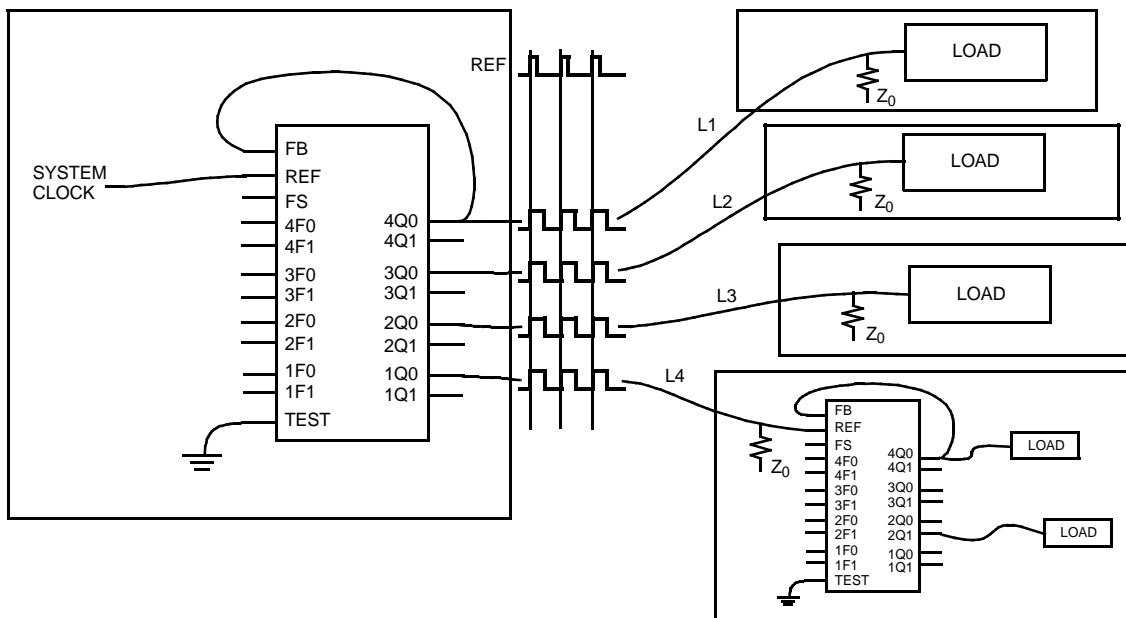 REF
LOAD
Z0
L1
LOAD
Z0
L2
LOAD
Z0
L3
L4
SYSTEM
CLOCK
FB
REF
FS
4F0
4F1
3F0
3F1
2F0
2F1
1F0
1F1
TEST
4Q0
4Q1
3Q0
3Q1
2Q0
2Q1
1Q0
1Q1
Z0
FB
REF
FS
4F0
4F1
3F0
3F1
2F0
2F1
1F0
1F1
TEST
4Q0
4Q1
3Q0
3Q1
2Q0
2Q1
1Q0
1Q1
LOAD
LOAD